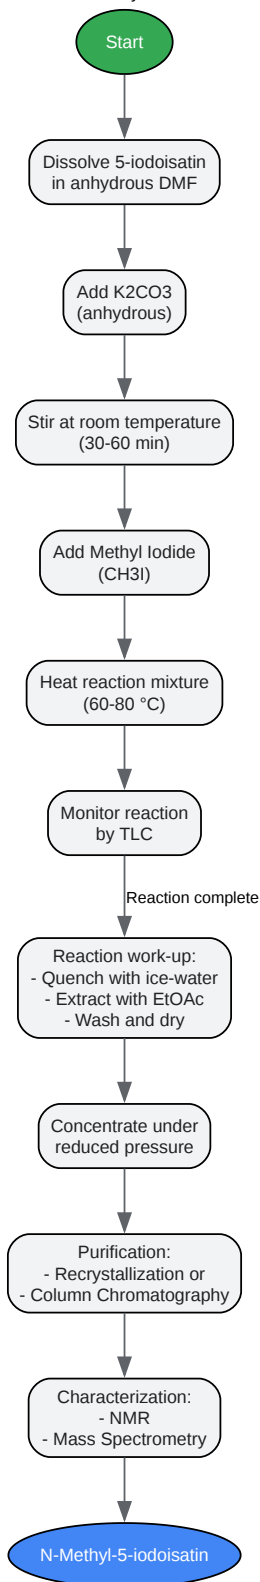 Start
Dissolve 5-iodoisatin
in anhydrous DMF
Add K2CO3
(anhydrous)
Stir at room temperature
(30-60 min)
Add Methyl Iodide
(CH3I)
Heat reaction mixture
(60-80 °C)
Monitor reaction
by TLC
Reaction complete
Reaction work-up:
- Quench with ice-water
- Extract with EtOAc
- Wash and dry
Concentrate under
reduced pressure
Purification:
- Recrystallization or
- Column Chromatography
Characterization:
- NMR
- Mass Spectrometry
N-Methyl-5-iodoisatin